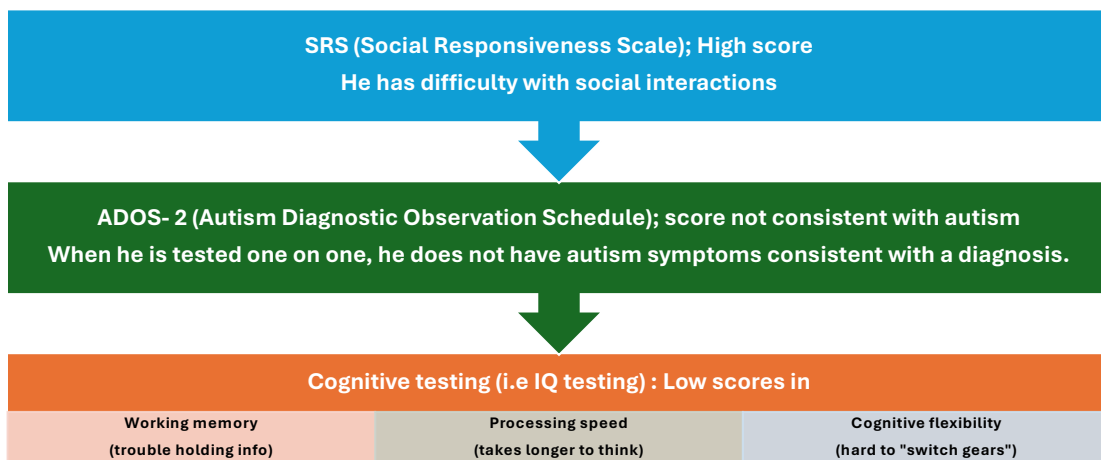 SRS (Social Responsiveness Scale); High score
He has difficulty with social interactions
ADOS- 2 (Autism Diagnostic Observation Schedule); score not consistent with autism
When he is tested one on one, he does not have autism symptoms consistent with a diagnosis.
Cognitive testing (i.e IQ testing) : Low scores in
Working memory
(trouble holding info)
Processing speed
(takes longer to think)
Cognitive flexibility
(hard to "switch gears")